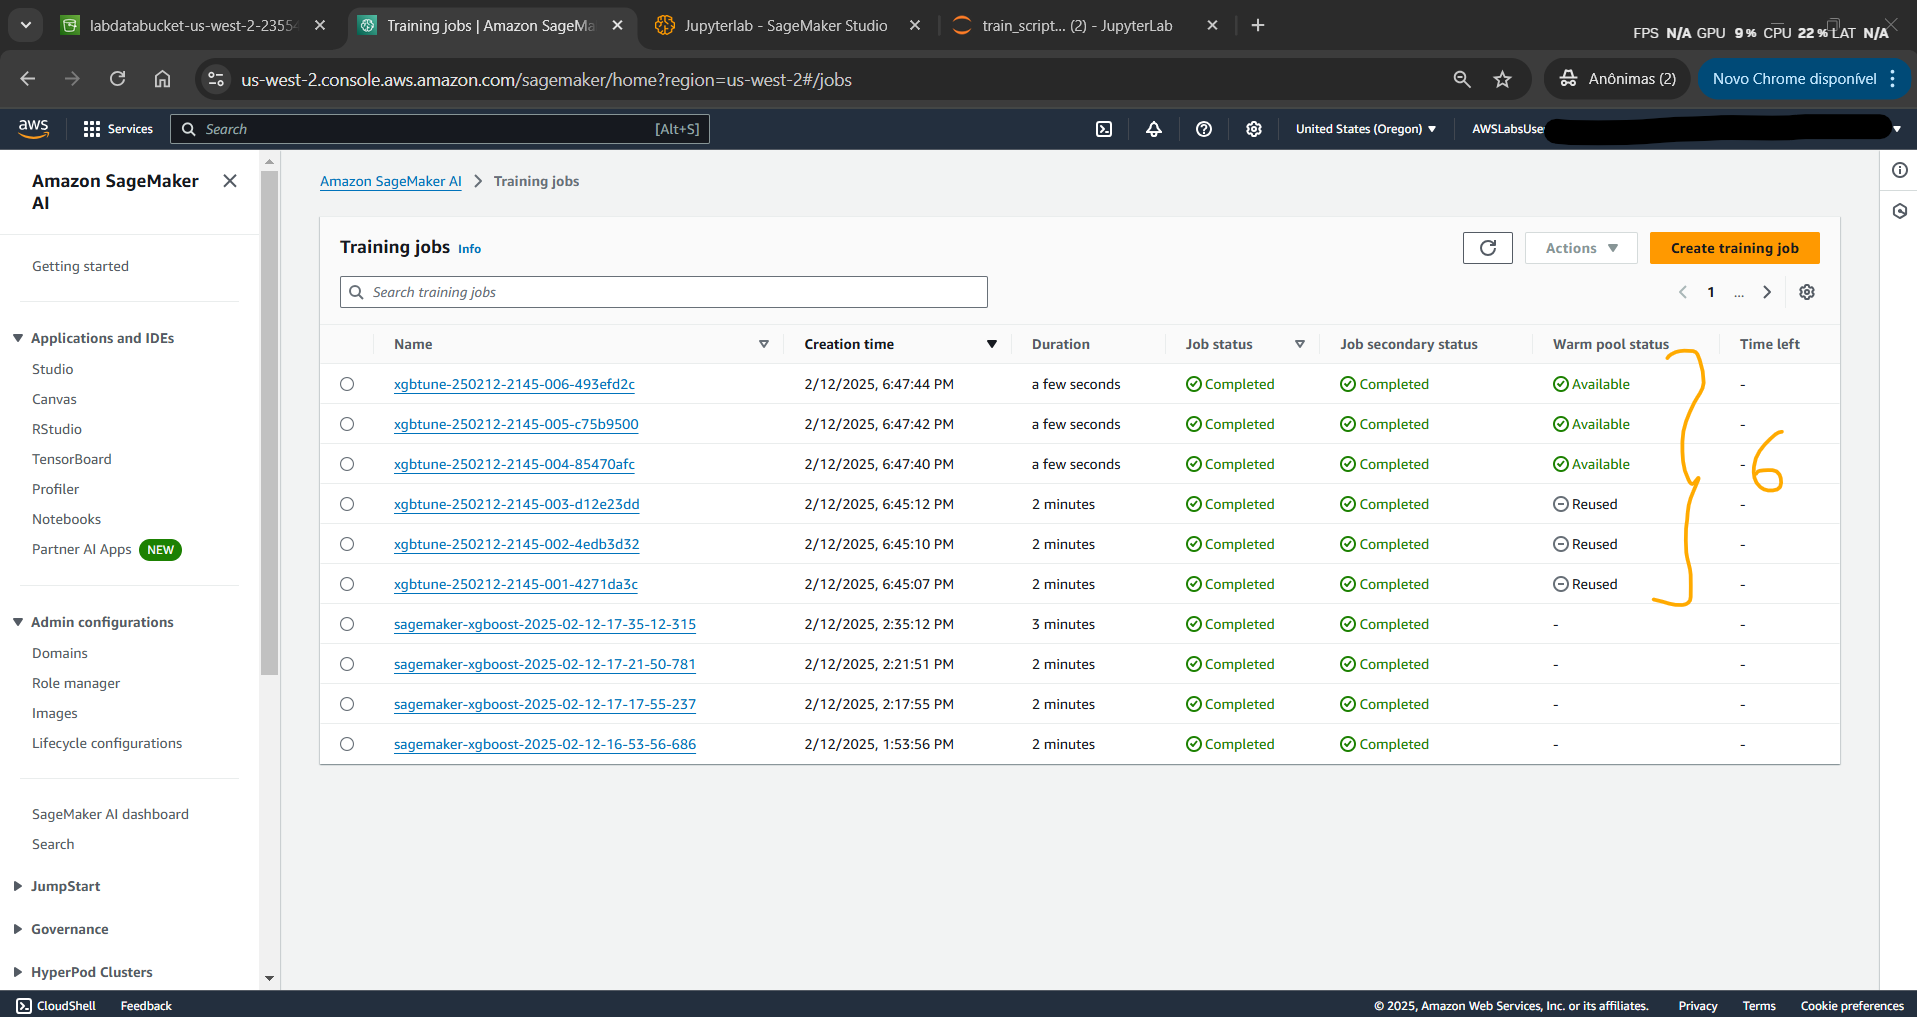 labdatabucket-us-west-2-23554
Training jobs | Amazon SageMa
Jupyterlab - SageMaker Studio
train_script... (2) - JupyterLab
FPS N/A GPU 9% CPU 22% LAT N/A
us-west-2.console.aws.amazon.com/sagemaker/home?region=us-west-2#/jobs
Anônimas (2)
Novo Chrome disponível
aws
Services
Search
[Alt+S]
United States (Oregon)
AWSLabsUser
Amazon SageMaker AI
Getting started
Applications and IDEs
Studio
Canvas
RStudio
TensorBoard
Profiler
Notebooks
Partner AI Apps NEW
Admin configurations
Domains
Role manager
Images
Lifecycle configurations
SageMaker AI dashboard
Search
JumpStart
Governance
HyperPod Clusters
Amazon SageMaker AI > Training jobs
Training jobs Info
Actions
Create training job
Search training jobs
1 ...
Name Creation time Duration Job status Job secondary status Warm pool status Time left
xgbtune-250212-2145-006-493efd2c 2/12/2025, 6:47:44 PM a few seconds Completed Completed Available -
xgbtune-250212-2145-005-c75b9500 2/12/2025, 6:47:42 PM a few seconds Completed Completed Available -
xgbtune-250212-2145-004-85470afc 2/12/2025, 6:47:40 PM a few seconds Completed Completed Available -
6
xgbtune-250212-2145-003-d12e23dd 2/12/2025, 6:45:12 PM 2 minutes Completed Completed Reused -
xgbtune-250212-2145-002-4edb3d32 2/12/2025, 6:45:10 PM 2 minutes Completed Completed Reused -
xgbtune-250212-2145-001-4271da3c 2/12/2025, 6:45:07 PM 2 minutes Completed Completed Reused -
sagemaker-xgboost-2025-02-12-17-35-12-315 2/12/2025, 2:35:12 PM 3 minutes Completed Completed - -
sagemaker-xgboost-2025-02-12-17-21-50-781 2/12/2025, 2:21:51 PM 2 minutes Completed Completed - -
sagemaker-xgboost-2025-02-12-17-17-55-237 2/12/2025, 2:17:55 PM 2 minutes Completed Completed - -
sagemaker-xgboost-2025-02-12-16-53-56-686 2/12/2025, 1:53:56 PM 2 minutes Completed Completed - -
CloudShell
Feedback
© 2025, Amazon Web Services, Inc. or its affiliates.
Privacy
Terms
Cookie preferences